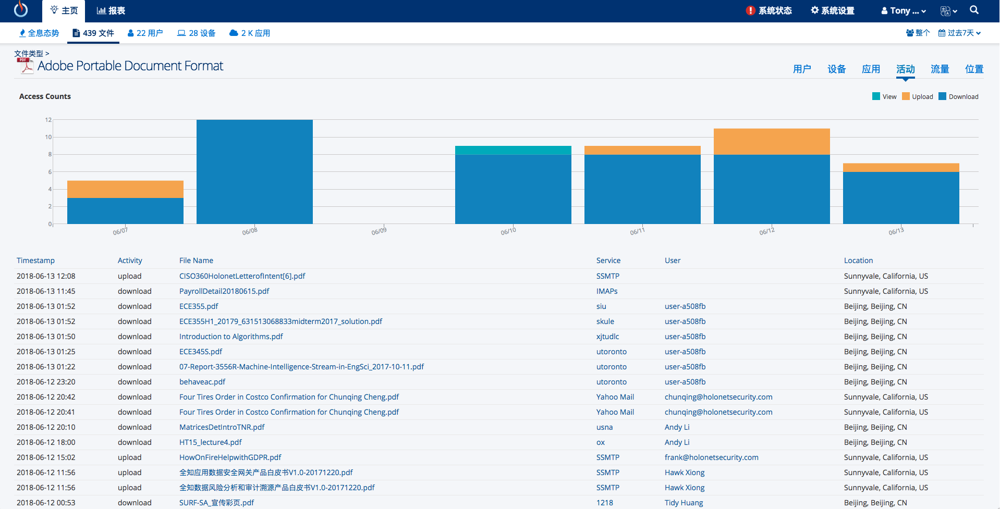 主页 报表 系统状态 系统设置 Tony ...
全息态势 439 文件 22 用户 28 设备 2 K 应用 整个 过去7天
文件类型 >
PDF Adobe Portable Document Format
用户 设备 应用 活动 流量 位置
Access Counts View Upload Download
12
10
8
6
4
2
0
06/07 06/08 06/09 06/10 06/11 06/12 06/13
Timestamp Activity File Name Service User Location
2018-06-13 12:08 upload CISO360HolonetLetterofIntent[6].pdf SSMTP Sunnyvale, California, US
2018-06-13 11:45 download PayrollDetail20180615.pdf IMAPs Sunnyvale, California, US
2018-06-13 01:52 download ECE355.pdf siu user-a508fb Beijing, Beijing, CN
2018-06-13 01:52 download ECE355H1_20179_631513068833midterm2017_solution.pdf skule user-a508fb Beijing, Beijing, CN
2018-06-13 01:50 download Introduction to Algorithms.pdf xjtudlc user-a508fb Beijing, Beijing, CN
2018-06-13 01:25 download ECE345S.pdf utoronto user-a508fb Beijing, Beijing, CN
2018-06-13 01:22 download 07-Report-3556R-Machine-Intelligence-Stream-in-EngSci_2017-10-11.pdf utoronto user-a508fb Beijing, Beijing, CN
2018-06-12 23:20 download behaveac.pdf utoronto user-a508fb Beijing, Beijing, CN
2018-06-12 20:42 download Four Tires Order in Costco Confirmation for Chunqing Cheng.pdf Yahoo Mail chunqing@holonetsecurity.com Sunnyvale, California, US
2018-06-12 20:41 download Four Tires Order in Costco Confirmation for Chunqing Cheng.pdf Yahoo Mail chunqing@holonetsecurity.com Sunnyvale, California, US
2018-06-12 20:10 download MatricesDetIntroTNR.pdf usna Andy Li Beijing, Beijing, CN
2018-06-12 18:00 download HT15_lecture4.pdf ox Andy Li Beijing, Beijing, CN
2018-06-12 15:02 upload HowOnFireHelpwithGDPR.pdf SSMTP frank@holonetsecurity.com Sunnyvale, California, US
2018-06-12 11:56 upload 全知应用数据安全网关产品白皮书V1.0-20171220.pdf SSMTP Hawk Xiong Sunnyvale, California, US
2018-06-12 11:56 upload 全知数据风险分析和审计溯源产品白皮书V1.0-20171220.pdf SSMTP Hawk Xiong Sunnyvale, California, US
2018-06-12 00:53 download SURF-SA_宣传彩页.pdf 1218 Tidy Huang Beijing, Beijing, CN